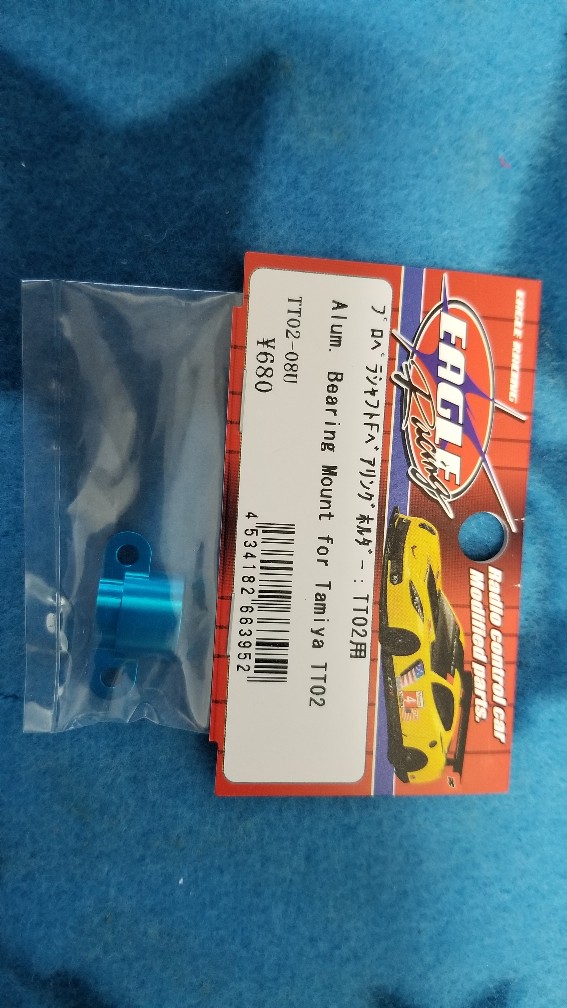 EAGLE RACING
EAGLE
Racing
Radio control car
Modified parts.
ﾌﾟﾛﾍﾟﾗｼｬﾌﾄFﾍﾞｱﾘﾝｸﾞﾎﾙﾀﾞｰ：TT02用
Alum. Bearing Mount for Tamiya TT02
TT02-08U
¥680
4 534182 663952
4